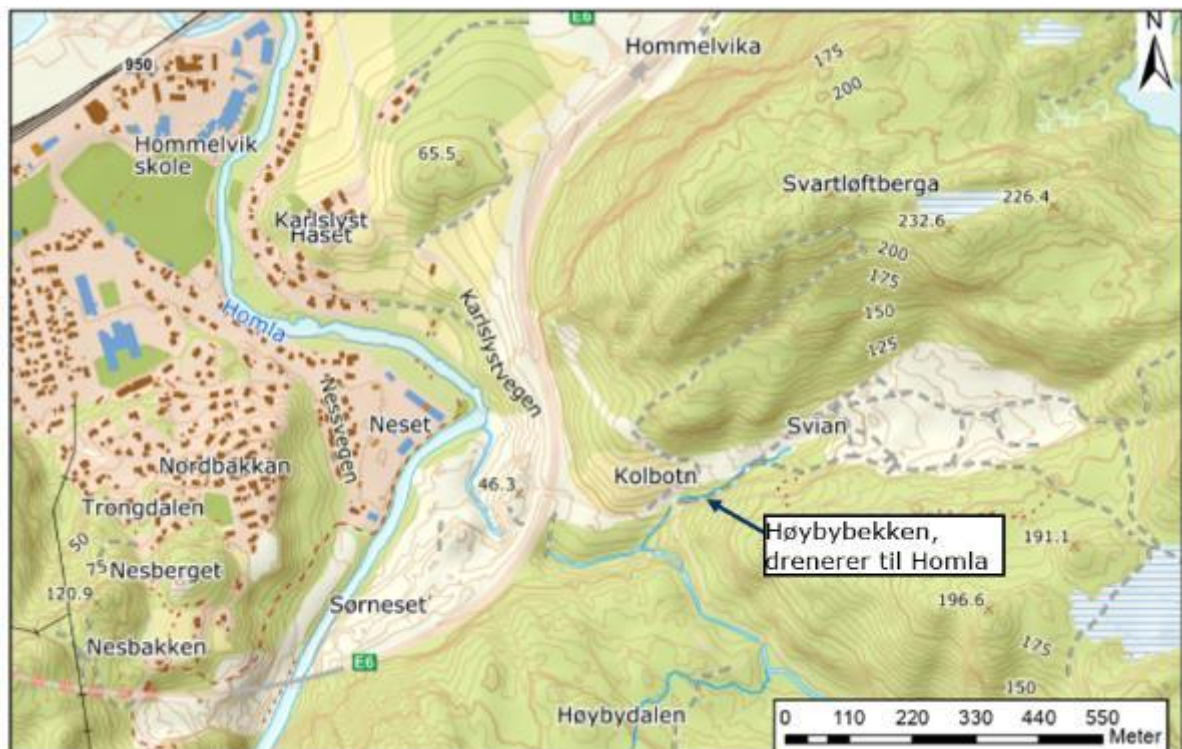 E6
Hommelvika
N
950
175
200
Hommelvik
skole
65.5
Svartløftberga
226.4
232.6
Karlslyst
Haset
200
175
150
125
Homla
Karlslystvegen
Nessvegen
Neset
Svian
Nordbakkan
46.3
Kolbotn
Trongdalen
Høybybekken,
drenerer til Homla
191.1
50
75
Nesberget
120.9
Sørneset
196.6
Nesbakken
175
E6
150
Høybydalen
0 110 220 330 440 550
Meter